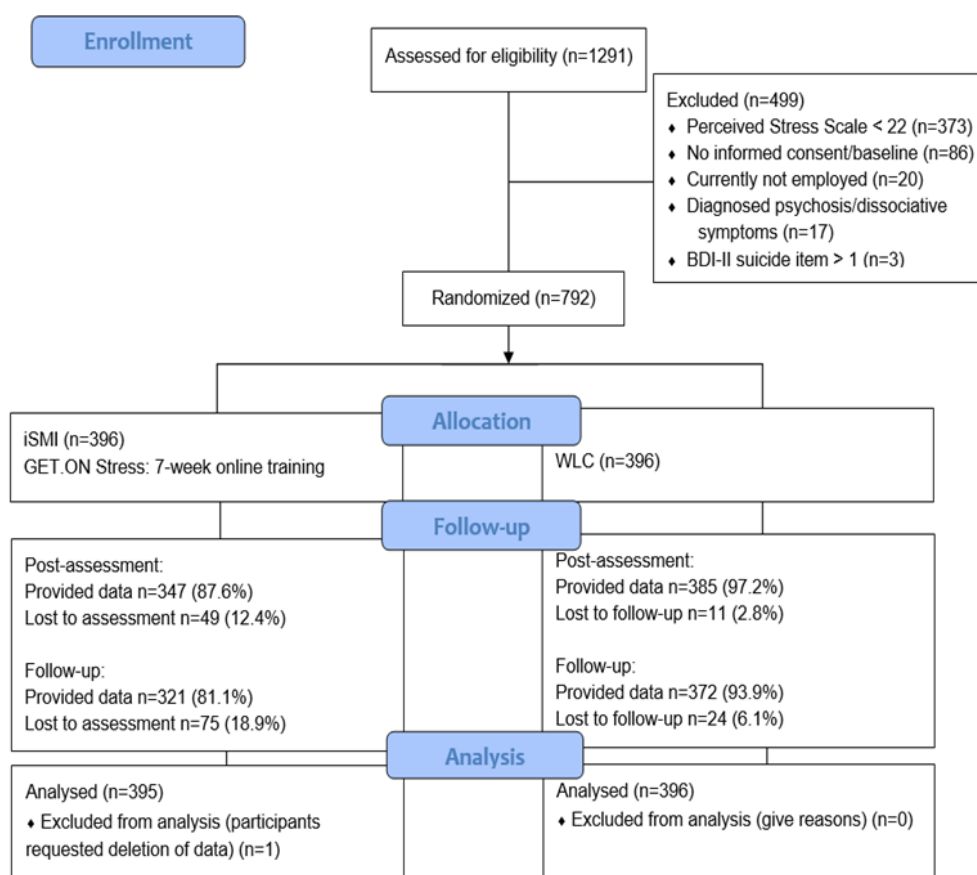 Enrollment
Assessed for eligibility (n=1291)
Excluded (n=499)
♦ Perceived Stress Scale < 22 (n=373)
♦ No informed consent/baseline (n=86)
♦ Currently not employed (n=20)
♦ Diagnosed psychosis/dissociative
symptoms (n=17)
♦ BDI-II suicide item > 1 (n=3)
Randomized (n=792)
Allocation
iSMI (n=396)
GET.ON Stress: 7-week online training
WLC (n=396)
Follow-up
Post-assessment:
Provided data n=347 (87.6%)
Lost to assessment n=49 (12.4%)
Follow-up:
Provided data n=321 (81.1%)
Lost to assessment n=75 (18.9%)
Post-assessment:
Provided data n=385 (97.2%)
Lost to follow-up n=11 (2.8%)
Follow-up:
Provided data n=372 (93.9%)
Lost to follow-up n=24 (6.1%)
Analysis
Analysed (n=395)
♦ Excluded from analysis (participants
requested deletion of data) (n=1)
Analysed (n=396)
♦ Excluded from analysis (give reasons) (n=0)